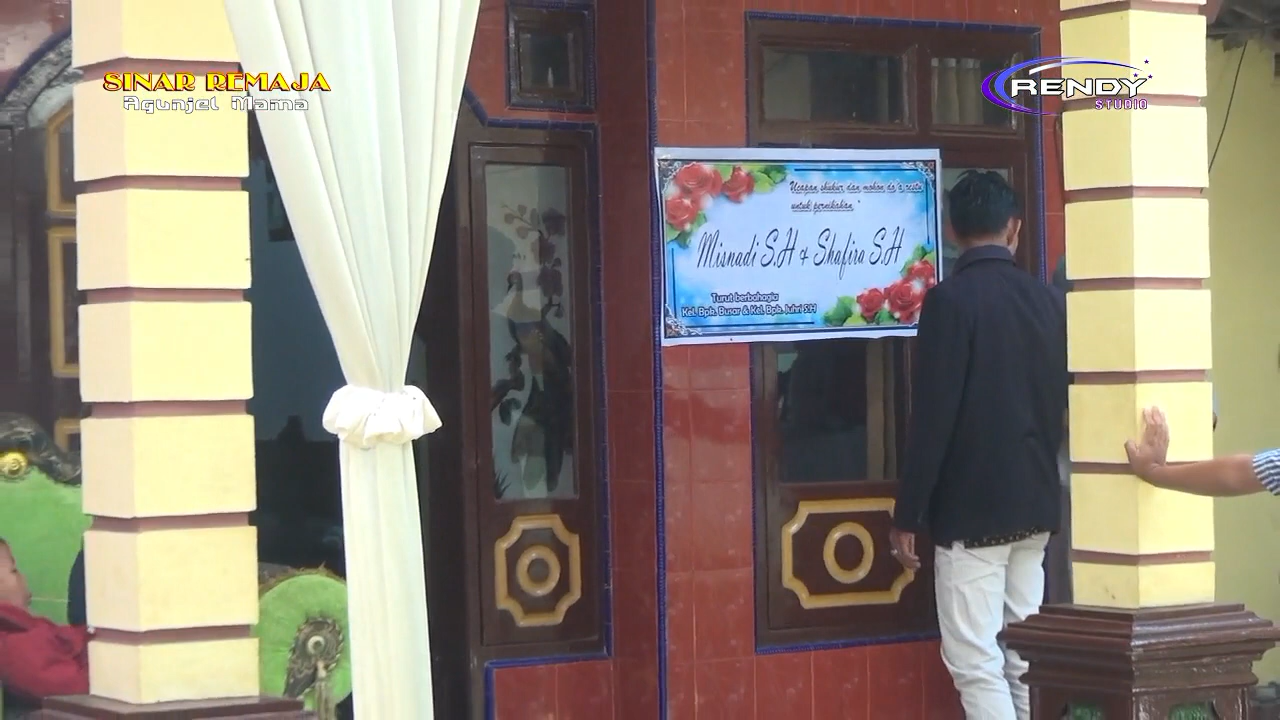 SINAR REMAJA
Agunjel Mama
RENDY
STUDIO
Ucapan shukur dan mohon do'a restu
untuk pernikahan "
Misnadi S.H & Shafira S.H
Turut berbahagia
Kel. Bpk. Busar & Kel. Bpk. Juhri S.H